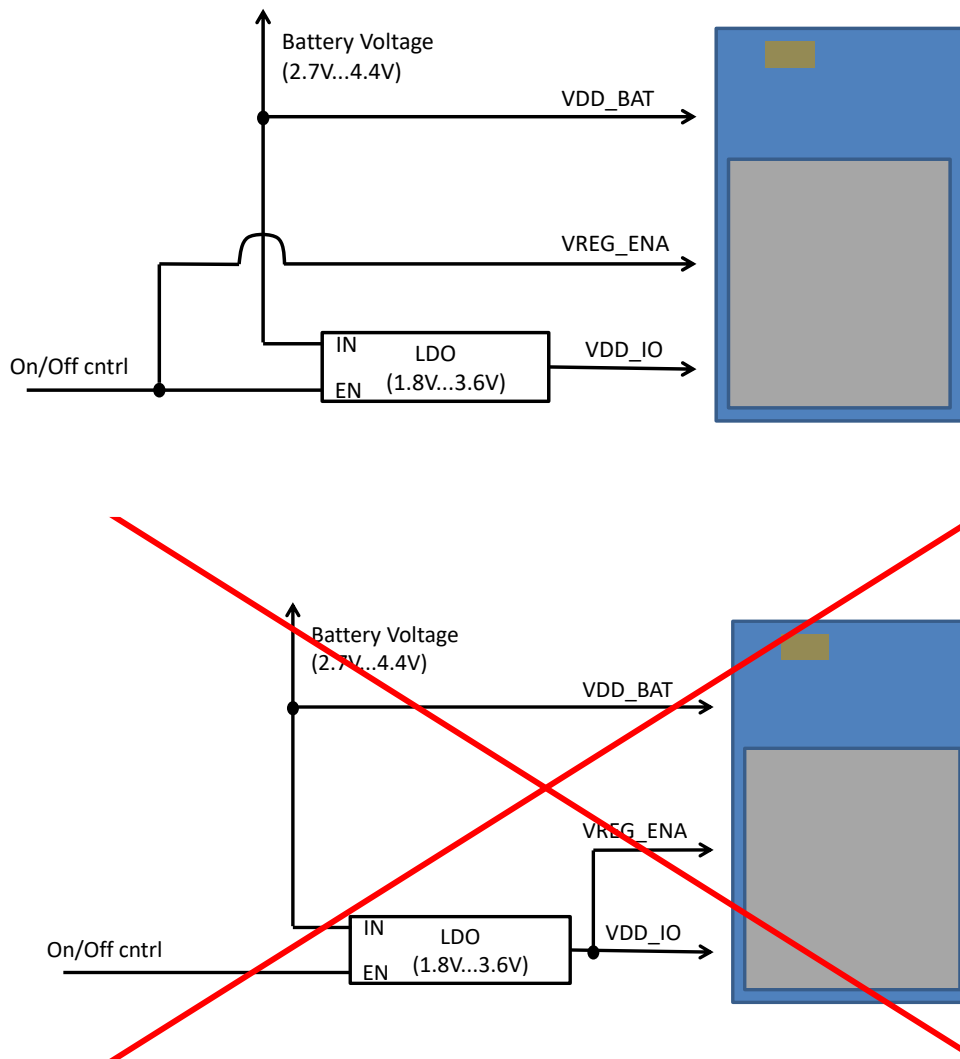 Battery Voltage
(2.7V...4.4V)
VDD_BAT
VREG_ENA
On/Off cntrl
IN
LDO
VDD_IO
(1.8V...3.6V)
EN
Battery Voltage
(2.7V...4.4V)
VDD_BAT
VREG_ENA
On/Off cntrl
IN
LDO
VDD_IO
(1.8V...3.6V)
EN